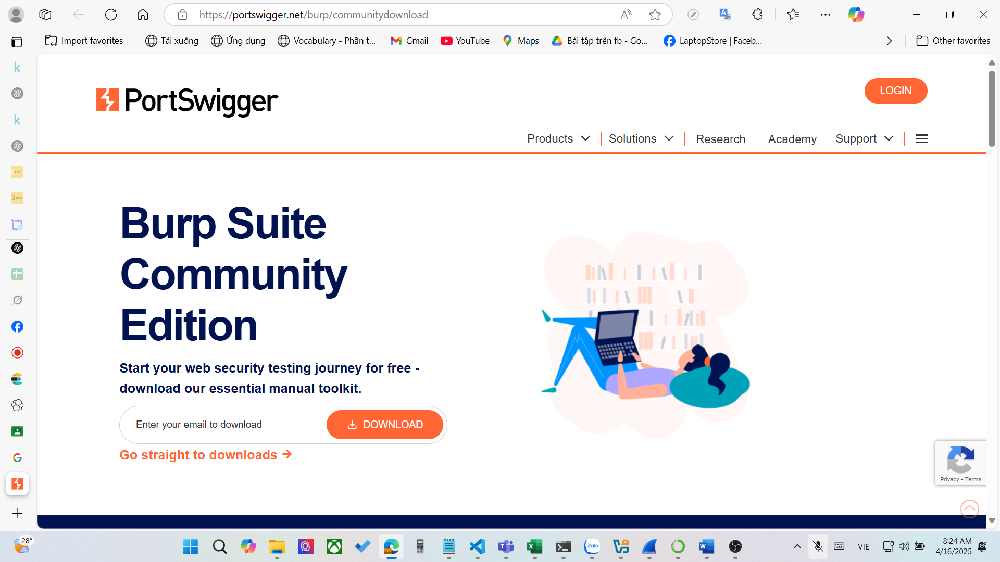 https://portswigger.net/burp/communitydownload
Import favorites
Tải xuống
Ứng dụng
Vocabulary - Phần t...
Gmail
YouTube
Maps
Bài tập trên fb - Go...
LaptopStore | Faceb...
Other favorites
PortSwigger
LOGIN
Products
Solutions
Research
Academy
Support
Burp Suite
Community
Edition
Start your web security testing journey for free -
download our essential manual toolkit.
Enter your email to download
DOWNLOAD
Go straight to downloads →
Privacy - Terms
28°
Zalo
VIE
8:24 AM
4/16/2025